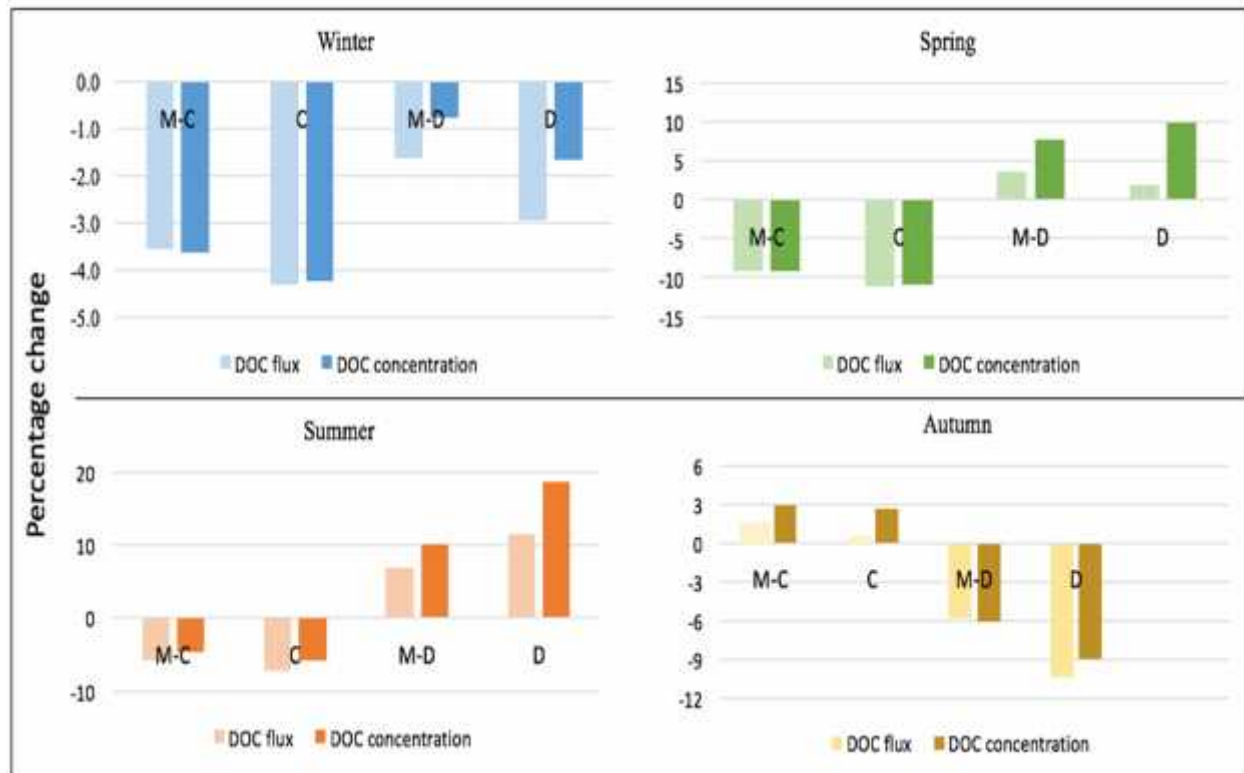 Percentage change
Winter
0.0
-1.0
-2.0
-3.0
-4.0
-5.0
M-C C M-D D
DOC flux DOC concentration
Spring
15
10
5
0
-5
-10
-15
M-C C M-D D
DOC flux DOC concentration
Summer
20
10
0
-10
M-C C M-D D
DOC flux DOC concentration
Autumn
6
3
0
-3
-6
-9
-12
M-C C M-D D
DOC flux DOC concentration